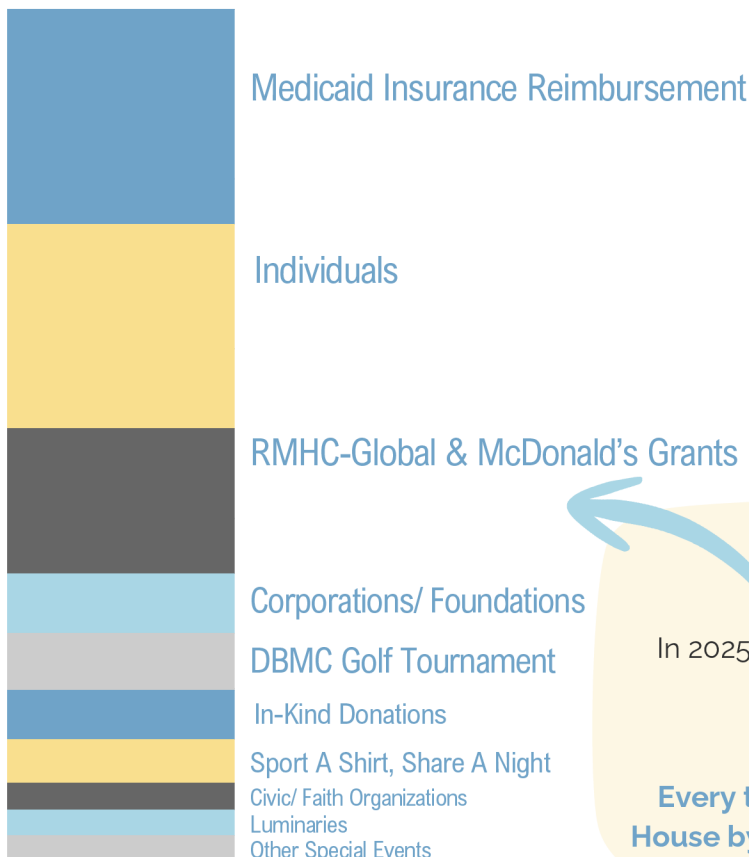 Medicaid Insurance Reimbursement
Individuals
RMHC-Global & McDonald's Grants
Corporations/ Foundations
In 2025
DBMC Golf Tournament
In-Kind Donations
Sport A Shirt, Share A Night
Civic/ Faith Organizations
Every
Luminaries
House by
Other Special Events